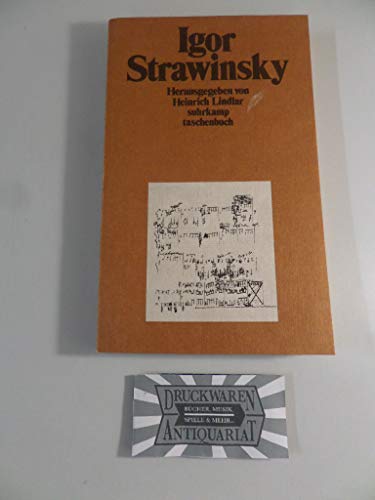 Igor
Strawinsky
Herausgegeben von
Heinrich Lindlar
suhrkamp
taschenbuch
DRUCKWAREN
BÜCHER, MUSIK,
SPIELE & MEHR...
ANTIQUARIAT